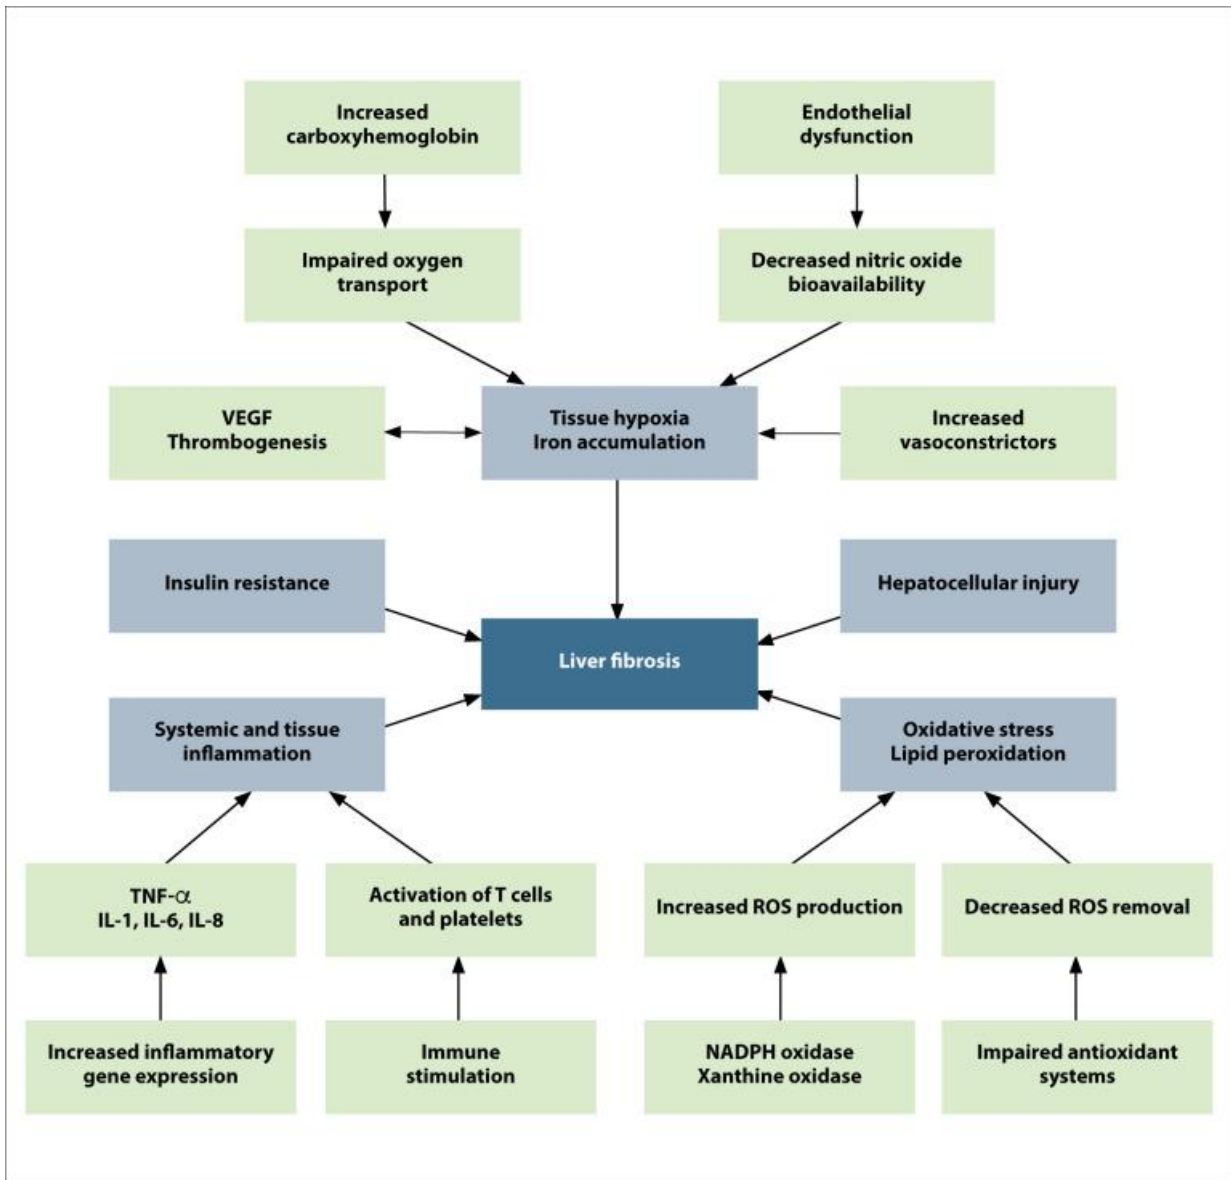 Increased
carboxyhemoglobin
Endothelial
dysfunction
Impaired oxygen
transport
Decreased nitric oxide
bioavailability
VEGF
Thrombogenesis
Tissue hypoxia
Iron accumulation
Increased
vasoconstrictors
Insulin resistance
Hepatocellular injury
Liver fibrosis
Systemic and tissue
inflammation
Oxidative stress
Lipid peroxidation
TNF-α
IL-1, IL-6, IL-8
Activation of T cells
and platelets
Increased ROS production
Decreased ROS removal
Increased inflammatory
gene expression
Immune
stimulation
NADPH oxidase
Xanthine oxidase
Impaired antioxidant
systems